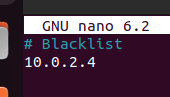 GNU nano 6.2
# Blacklist
10.0.2.4